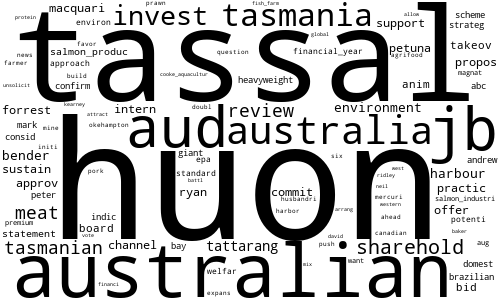 protein prawn fish_farm allow
macquari invest tasmania scheme
environ support strateg
news favor global
tassal
farmer salmon_produc question financial_year petuna takeov
approach agrifood propos
build cooke_aquacultur heavyweight magnat
unsolicit confirm anim abc
kearney doubl
forrest intern review environment
attract
mark mine aud australia jb
consid okehampton
initi huon andrew
bender giant six west
epa ridley harbour
sustain pork standard neil practic
approv ryan commit mercuri salmon_industri
peter battl husbandri western offer
meat indic harbor arrang ahead potenti
premium board canadian baker
statement vote david
tasmanian channel bay tattarang push sharehold aug
mix want domest
australian welfar brazilian
financi expans bid